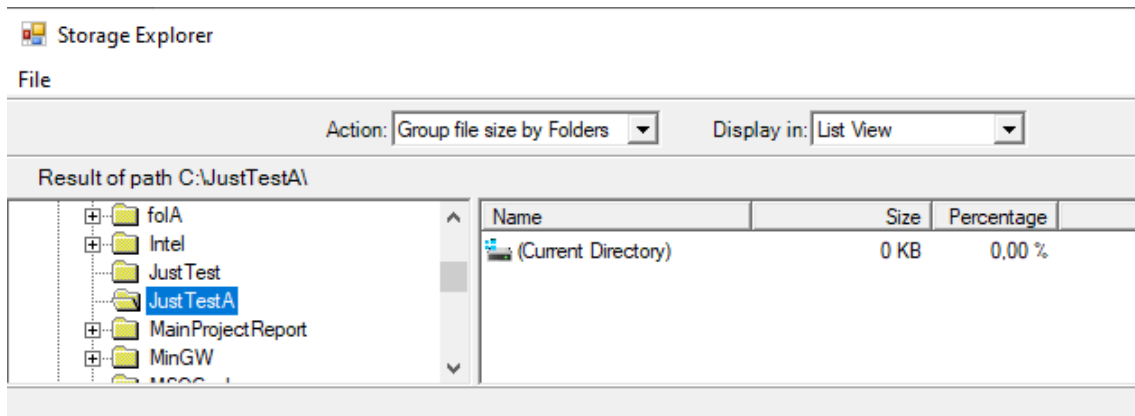 Storage Explorer
File
Action: Group file size by Folders Display in: List View
Result of path C:\JustTestA\
folA
Intel
JustTest
JustTestA
MainProjectReport
MinGW
Name Size Percentage
(Current Directory) 0 KB 0,00 %